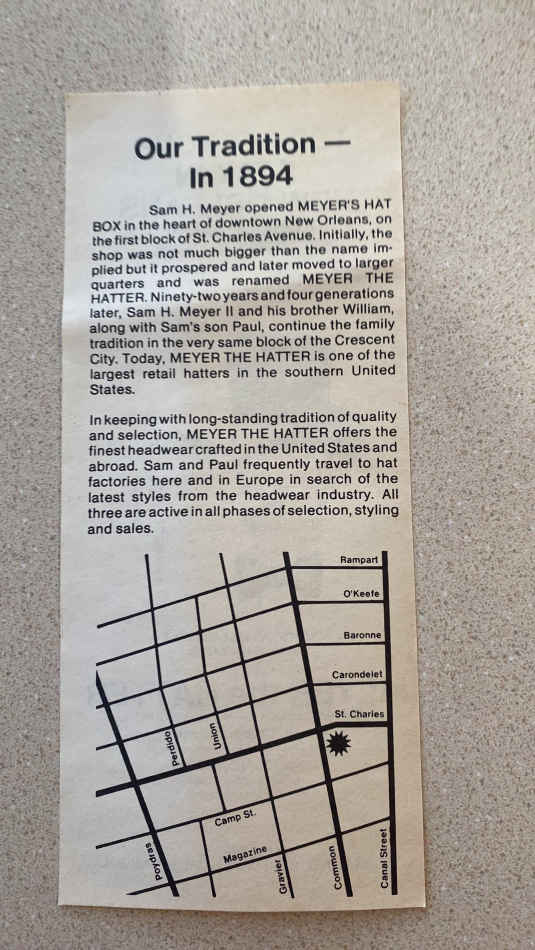 Our Tradition —
In 1894
Sam H. Meyer opened MEYER'S HAT
BOX in the heart of downtown New Orleans, on
the first block of St. Charles Avenue. Initially, the
shop was not much bigger than the name im-
plied but it prospered and later moved to larger
quarters and was renamed MEYER THE
HATTER. Ninety-two years and four generations
later, Sam H. Meyer II and his brother William,
along with Sam's son Paul, continue the family
tradition in the very same block of the Crescent
City. Today, MEYER THE HATTER is one of the
largest retail hatters in the southern United
States.
In keeping with long-standing tradition of quality
and selection, MEYER THE HATTER offers the
finest headwear crafted in the United States and
abroad. Sam and Paul frequently travel to hat
factories here and in Europe in search of the
latest styles from the headwear industry. All
three are active in all phases of selection, styling
and sales.
Rampart
O'Keefe
Baronne
Carondelet
St. Charles
Perdido
Union
Camp St.
Magazine
Poydras
Gravier
Common
Canal Street